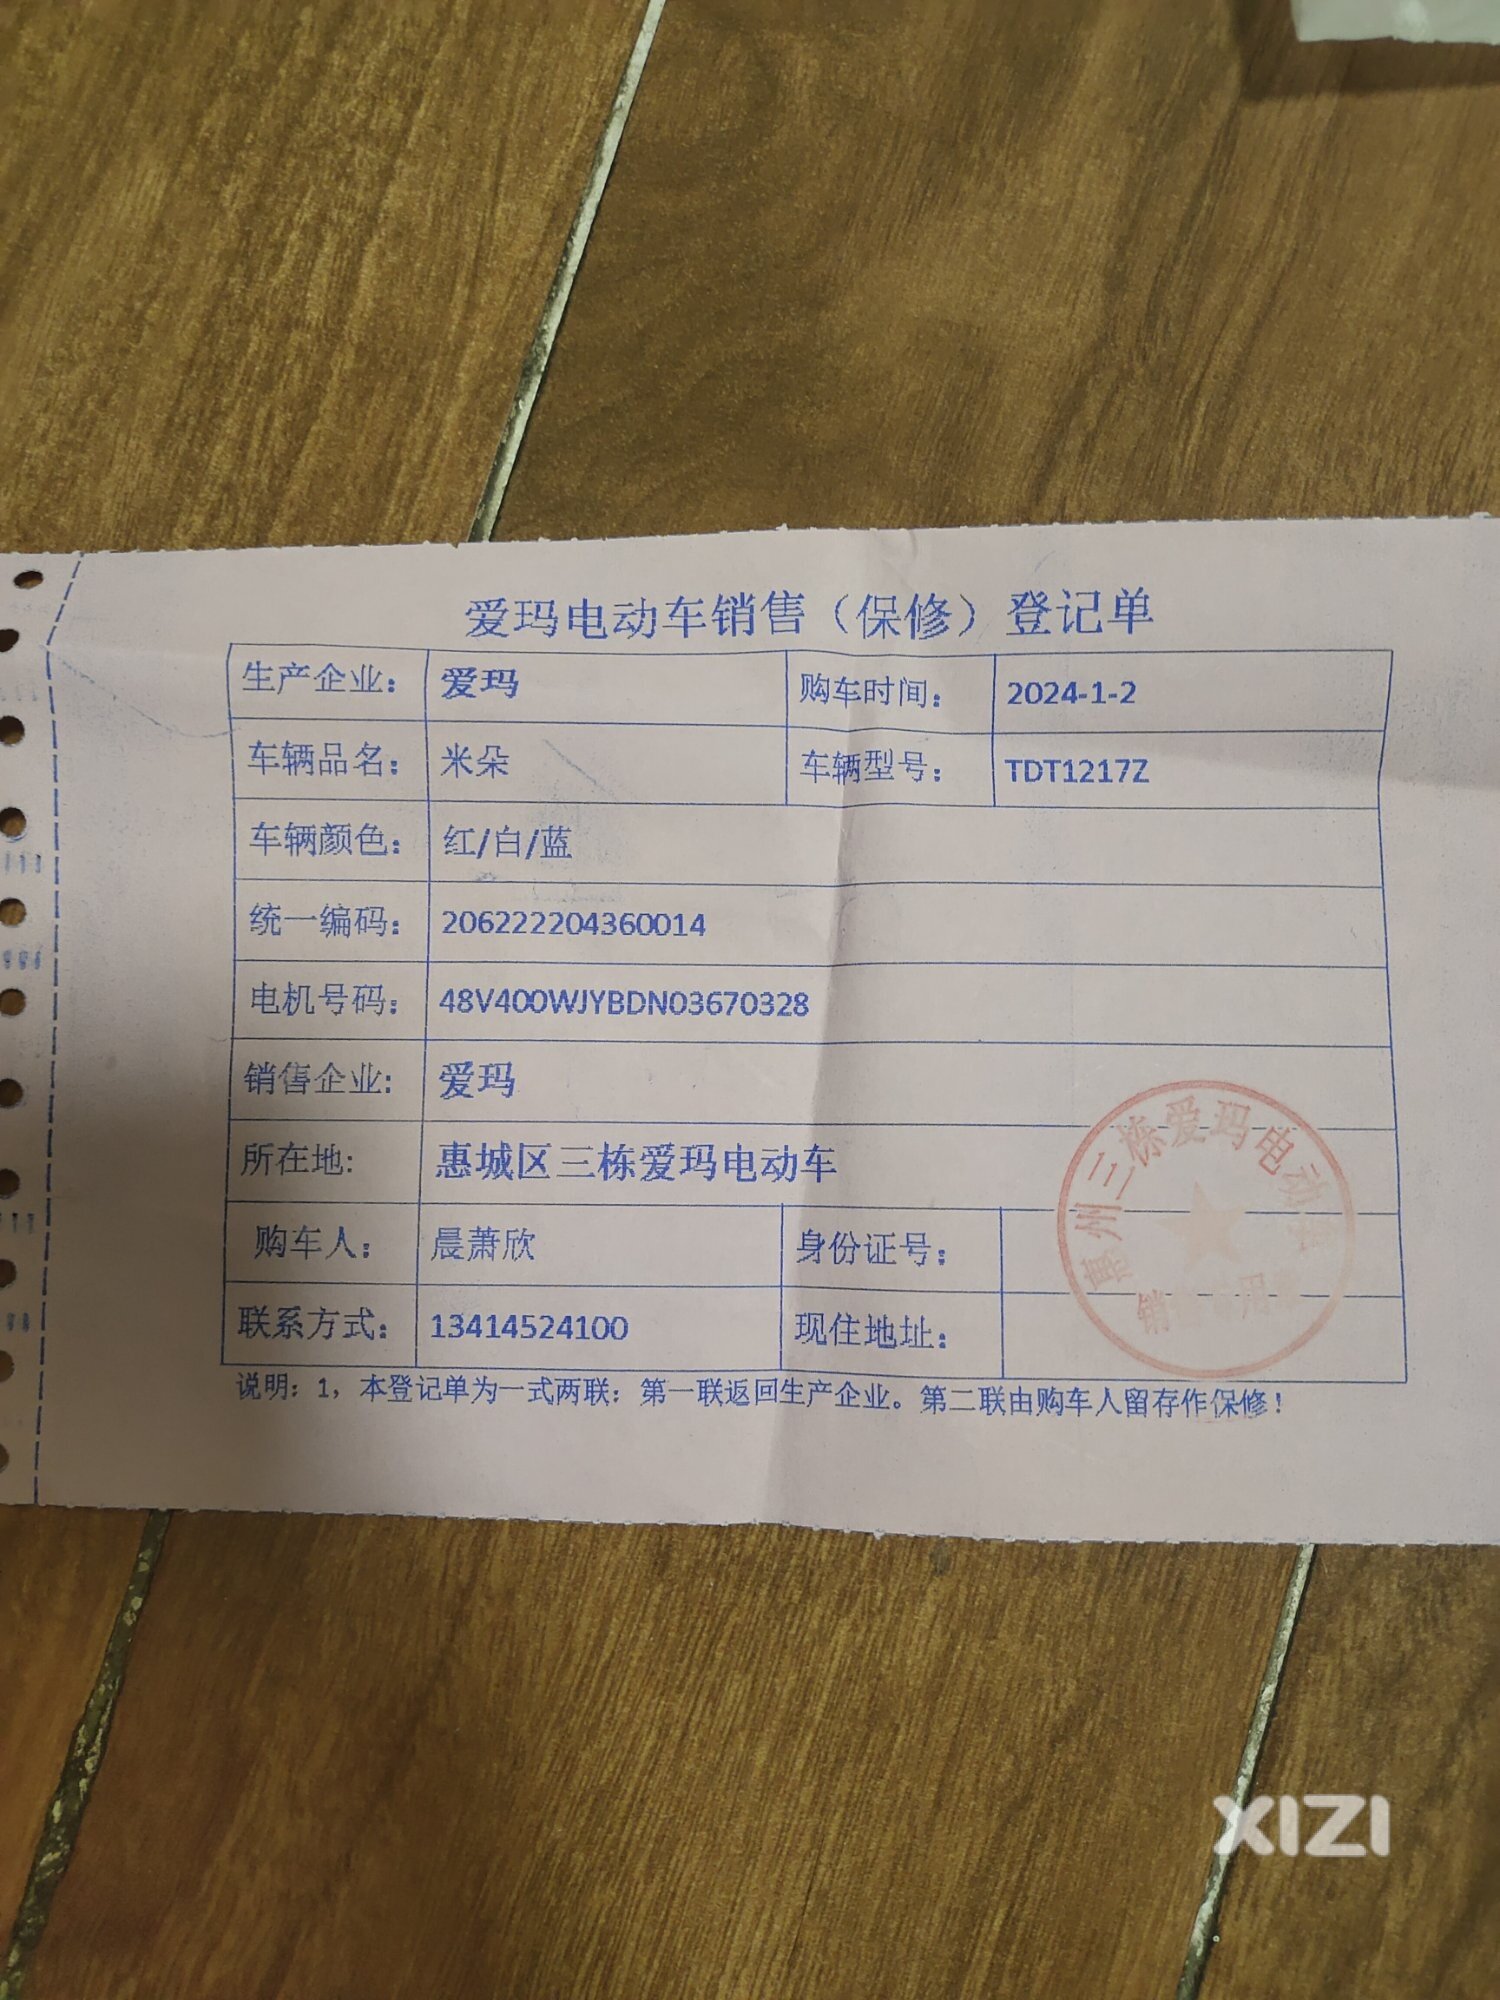 爱玛电动车销售（保修）登记单
生产企业： 爱玛 购车时间： 2024-1-2
车辆品名： 米朵 车辆型号： TDT1217Z
车辆颜色： 红/白/蓝
统一编码： 206222204360014
电机号码： 48V400WJYBDN03670328
销售企业: 爱玛
所在地: 惠城区三栋爱玛电动车
购车人： 晨萧欣 身份证号：
联系方式： 13414524100 现住地址：
说明：1，本登记单为一式两联：第一联返回生产企业。第二联由购车人留存作保修！
惠州三栋爱玛电动车
XIZI